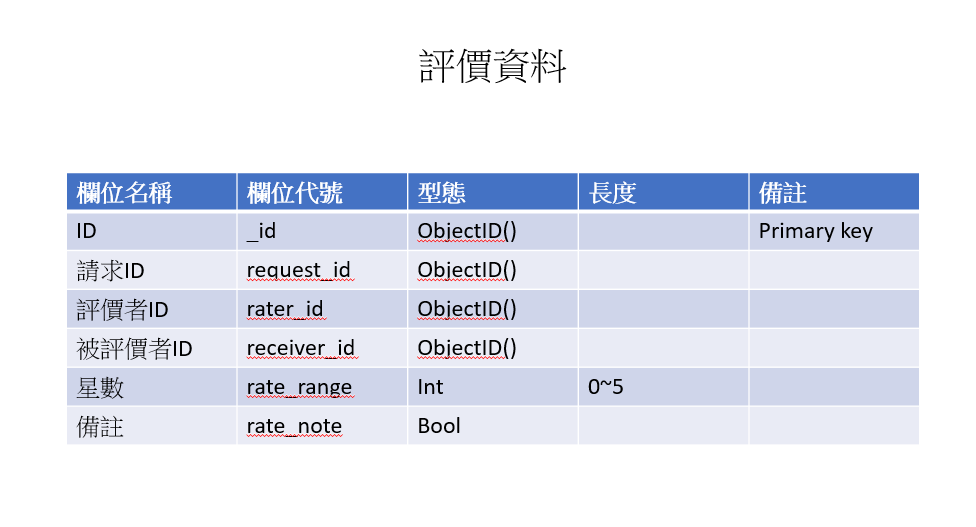 評價資料
欄位名稱 欄位代號 型態 長度 備註
ID _id ObjectID() Primary key
請求ID request_id ObjectID()
評價者ID rater_id ObjectID()
被評價者ID receiver_id ObjectID()
星數 rate_range Int 0~5
備註 rate_note Bool